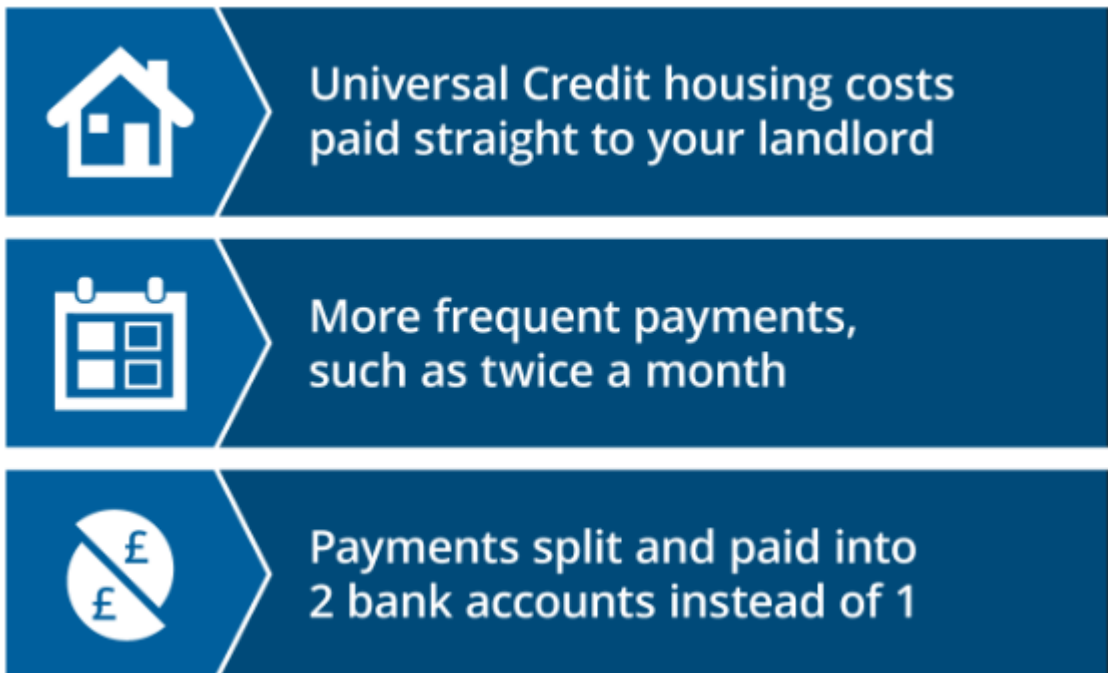 Universal Credit housing costs
paid straight to your landlord
More frequent payments,
such as twice a month
£
£
Payments split and paid into
2 bank accounts instead of 1